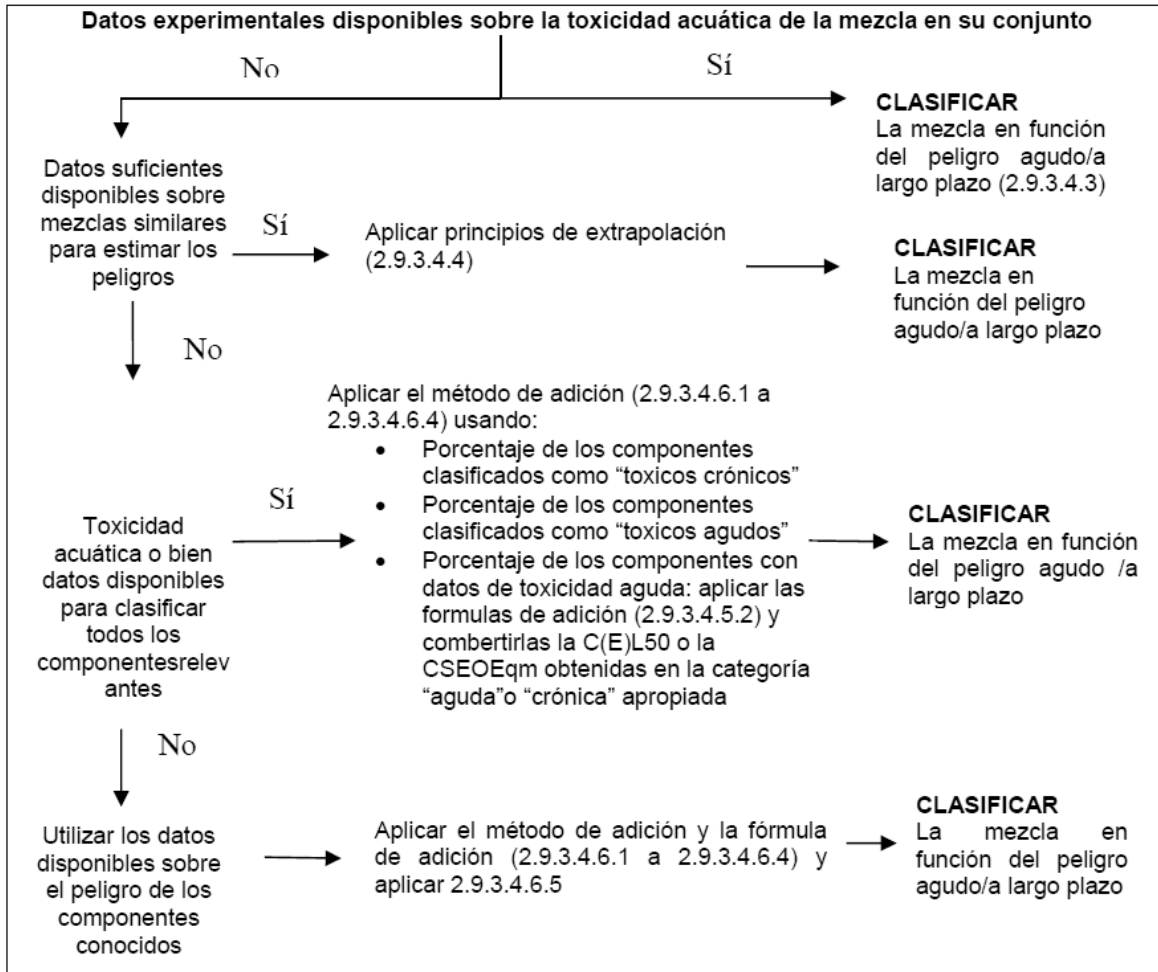 Datos experimentales disponibles sobre la toxicidad acuática de la mezcla en su conjunto
No
Sí
CLASIFICAR
La mezcla en función
del peligro agudo/a
largo plazo (2.9.3.4.3)
Datos suficientes
disponibles sobre
mezclas similares
para estimar los
peligros
Sí
Aplicar principios de extrapolación
(2.9.3.4.4)
CLASIFICAR
La mezcla en
función del peligro
agudo/a largo plazo
No
Aplicar el método de adición (2.9.3.4.6.1 a
2.9.3.4.6.4) usando:
• Porcentaje de los componentes
clasificados como “toxicos crónicos”
• Porcentaje de los componentes
clasificados como “toxicos agudos”
• Porcentaje de los componentes con
datos de toxicidad aguda: aplicar las
formulas de adición (2.9.3.4.5.2) y
combertirlas la C(E)L50 o la
CSEOEqm obtenidas en la categoría
“aguda”o “crónica” apropiada
Sí
Toxicidad
acuática o bien
datos disponibles
para clasificar
todos los
componentesrelev
antes
CLASIFICAR
La mezcla en función
del peligro agudo /a
largo plazo
No
Utilizar los datos
disponibles sobre
el peligro de los
componentes
conocidos
Aplicar el método de adición y la fórmula
de adición (2.9.3.4.6.1 a 2.9.3.4.6.4) y
aplicar 2.9.3.4.6.5
CLASIFICAR
La mezcla en
función del peligro
agudo/a largo plazo